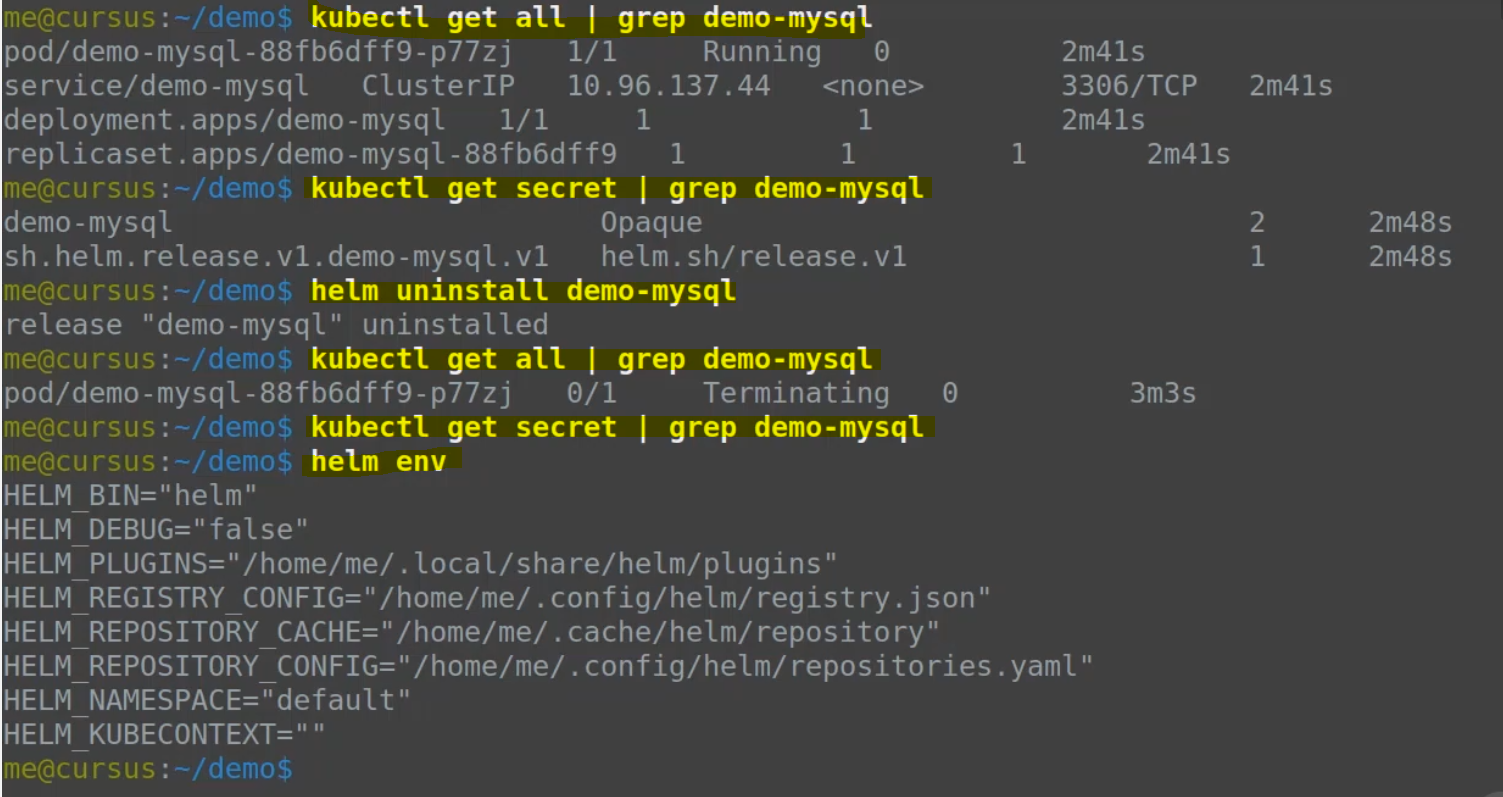 me@cursus:~/demo$ kubectl get all | grep demo-mysql
pod/demo-mysql-88fb6dff9-p77zj   1/1     Running   0          2m41s
service/demo-mysql   ClusterIP   10.96.137.44   <none>        3306/TCP   2m41s
deployment.apps/demo-mysql   1/1     1            1           2m41s
replicaset.apps/demo-mysql-88fb6dff9   1         1         1       2m41s
me@cursus:~/demo$ kubectl get secret | grep demo-mysql
demo-mysql                         Opaque                                2      2m48s
sh.helm.release.v1.demo-mysql.v1   helm.sh/release.v1                    1      2m48s
me@cursus:~/demo$ helm uninstall demo-mysql
release "demo-mysql" uninstalled
me@cursus:~/demo$ kubectl get all | grep demo-mysql
pod/demo-mysql-88fb6dff9-p77zj   0/1     Terminating   0          3m3s
me@cursus:~/demo$ kubectl get secret | grep demo-mysql
me@cursus:~/demo$ helm env
HELM_BIN="helm"
HELM_DEBUG="false"
HELM_PLUGINS="/home/me/.local/share/helm/plugins"
HELM_REGISTRY_CONFIG="/home/me/.config/helm/registry.json"
HELM_REPOSITORY_CACHE="/home/me/.cache/helm/repository"
HELM_REPOSITORY_CONFIG="/home/me/.config/helm/repositories.yaml"
HELM_NAMESPACE="default"
HELM_KUBECONTEXT=""
me@cursus:~/demo$